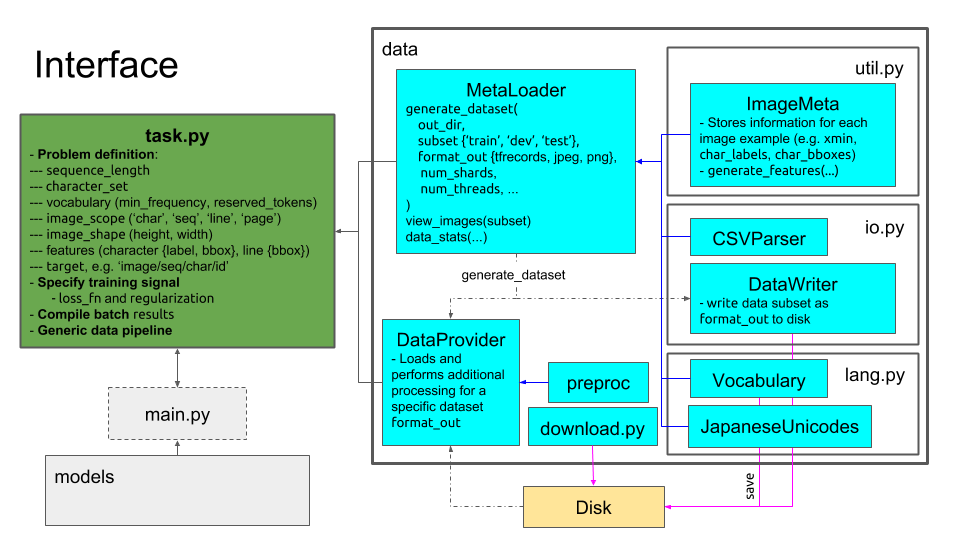 Interface
task.py
- Problem definition:
--- sequence_length
--- character_set
--- vocabulary (min_frequency, reserved_tokens)
--- image_scope (‘char’, ‘seq’, ‘line’, ‘page’)
--- image_shape (height, width)
--- features (character {label, bbox}, line {bbox})
--- target, e.g. ‘image/seq/char/id’
- Specify training signal
- loss_fn and regularization
- Compile batch results
- Generic data pipeline
main.py
models
data
MetaLoader
generate_dataset(
out_dir,
subset {‘train’, ‘dev’, ‘test’},
format_out {tfrecords, jpeg, png},
num_shards,
num_threads, ...
)
view_images(subset)
data_stats(...)
generate_dataset
DataProvider
- Loads and
performs additional
processing for a
specific dataset
format_out
preproc
download.py
util.py
ImageMeta
- Stores information for each
image example (e.g. xmin,
char_labels, char_bboxes)
- generate_features(...)
io.py
CSVParser
DataWriter
- write data subset as
format_out to disk
lang.py
Vocabulary
JapaneseUnicodes
save
Disk